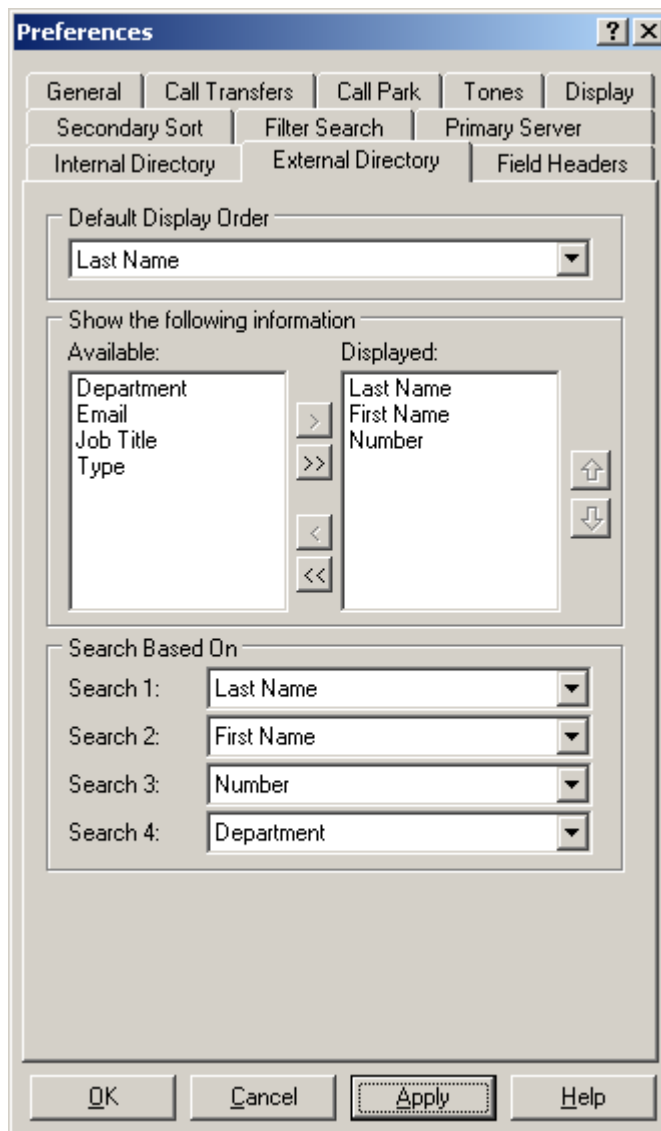 Preferences
General Call Transfers Call Park Tones Display
Secondary Sort Filter Search Primary Server
Internal Directory External Directory Field Headers
Default Display Order
Last Name
Show the following information
Available:
Department
Email
Job Title
Type
>
>>
<
<<
Displayed:
Last Name
First Name
Number
Search Based On
Search 1: Last Name
Search 2: First Name
Search 3: Number
Search 4: Department
OK Cancel Apply Help